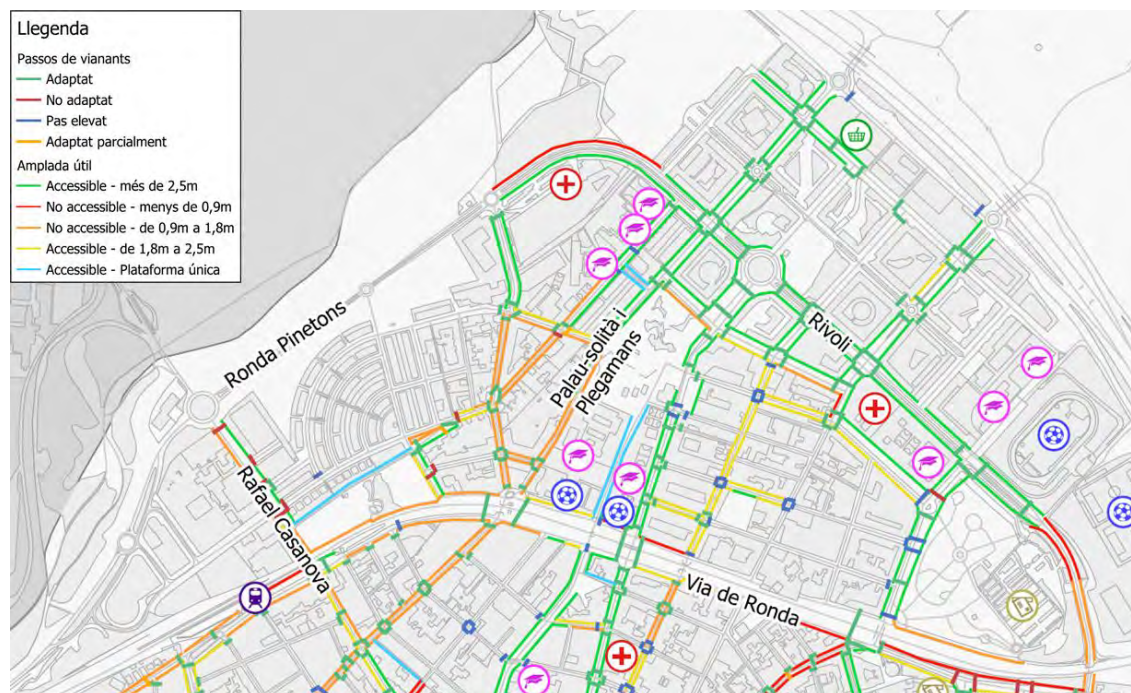 Llegenda
Passos de vianants
Adaptat
No adaptat
Pas elevat
Adaptat parcialment
Amplada útil
Accessible - més de 2,5m
No accessible - menys de 0,9m
No accessible - de 0,9m a 1,8m
Accessible - de 1,8m a 2,5m
Accessible - Plataforma única
Ronda Pinetons
Palau-solità i
Plegamans
Rivoli
Rafael Casanova
Via de Ronda